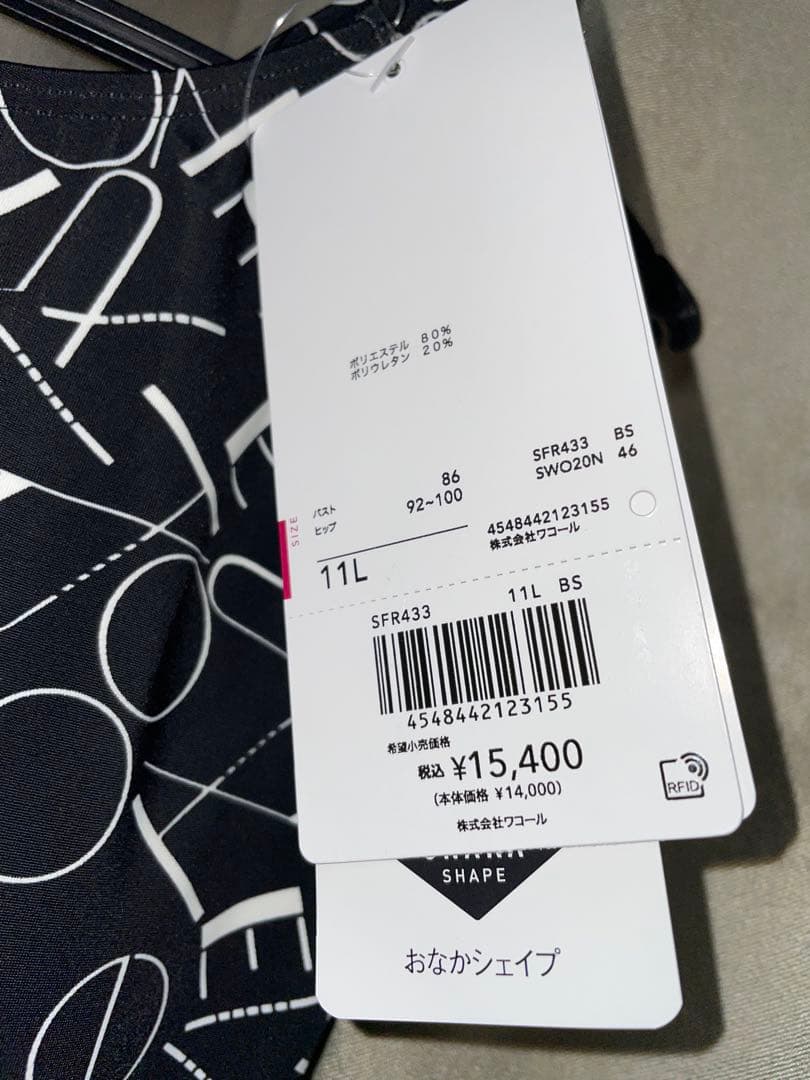 ポリエステル 80%
ポリウレタン 20%
SFR433 BS
SWO20N 46
SIZE
バスト 86
ヒップ 92~100
4548442123155
株式会社ワコール
11L
SFR433 11L BS
4548442123155
希望小売価格
税込 ¥15,400
(本体価格 ¥14,000)
株式会社ワコール
RFID
SHAPE
おなかシェイプ